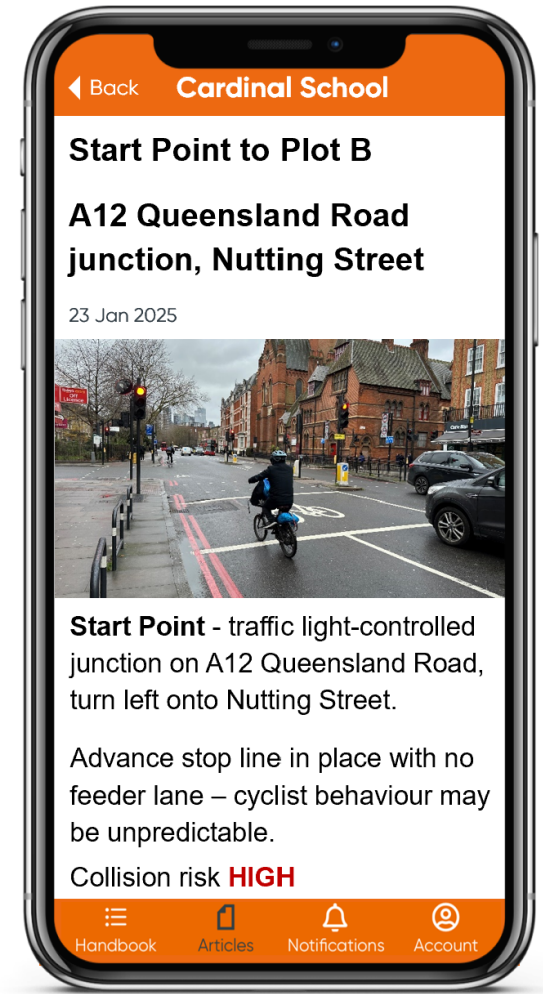 Back Cardinal School
Start Point to Plot B
A12 Queensland Road
junction, Nutting Street
23 Jan 2025
Start Point - traffic light-controlled
junction on A12 Queensland Road,
turn left onto Nutting Street.
Advance stop line in place with no
feeder lane – cyclist behaviour may
be unpredictable.
Collision risk HIGH
Handbook Articles Notifications Account